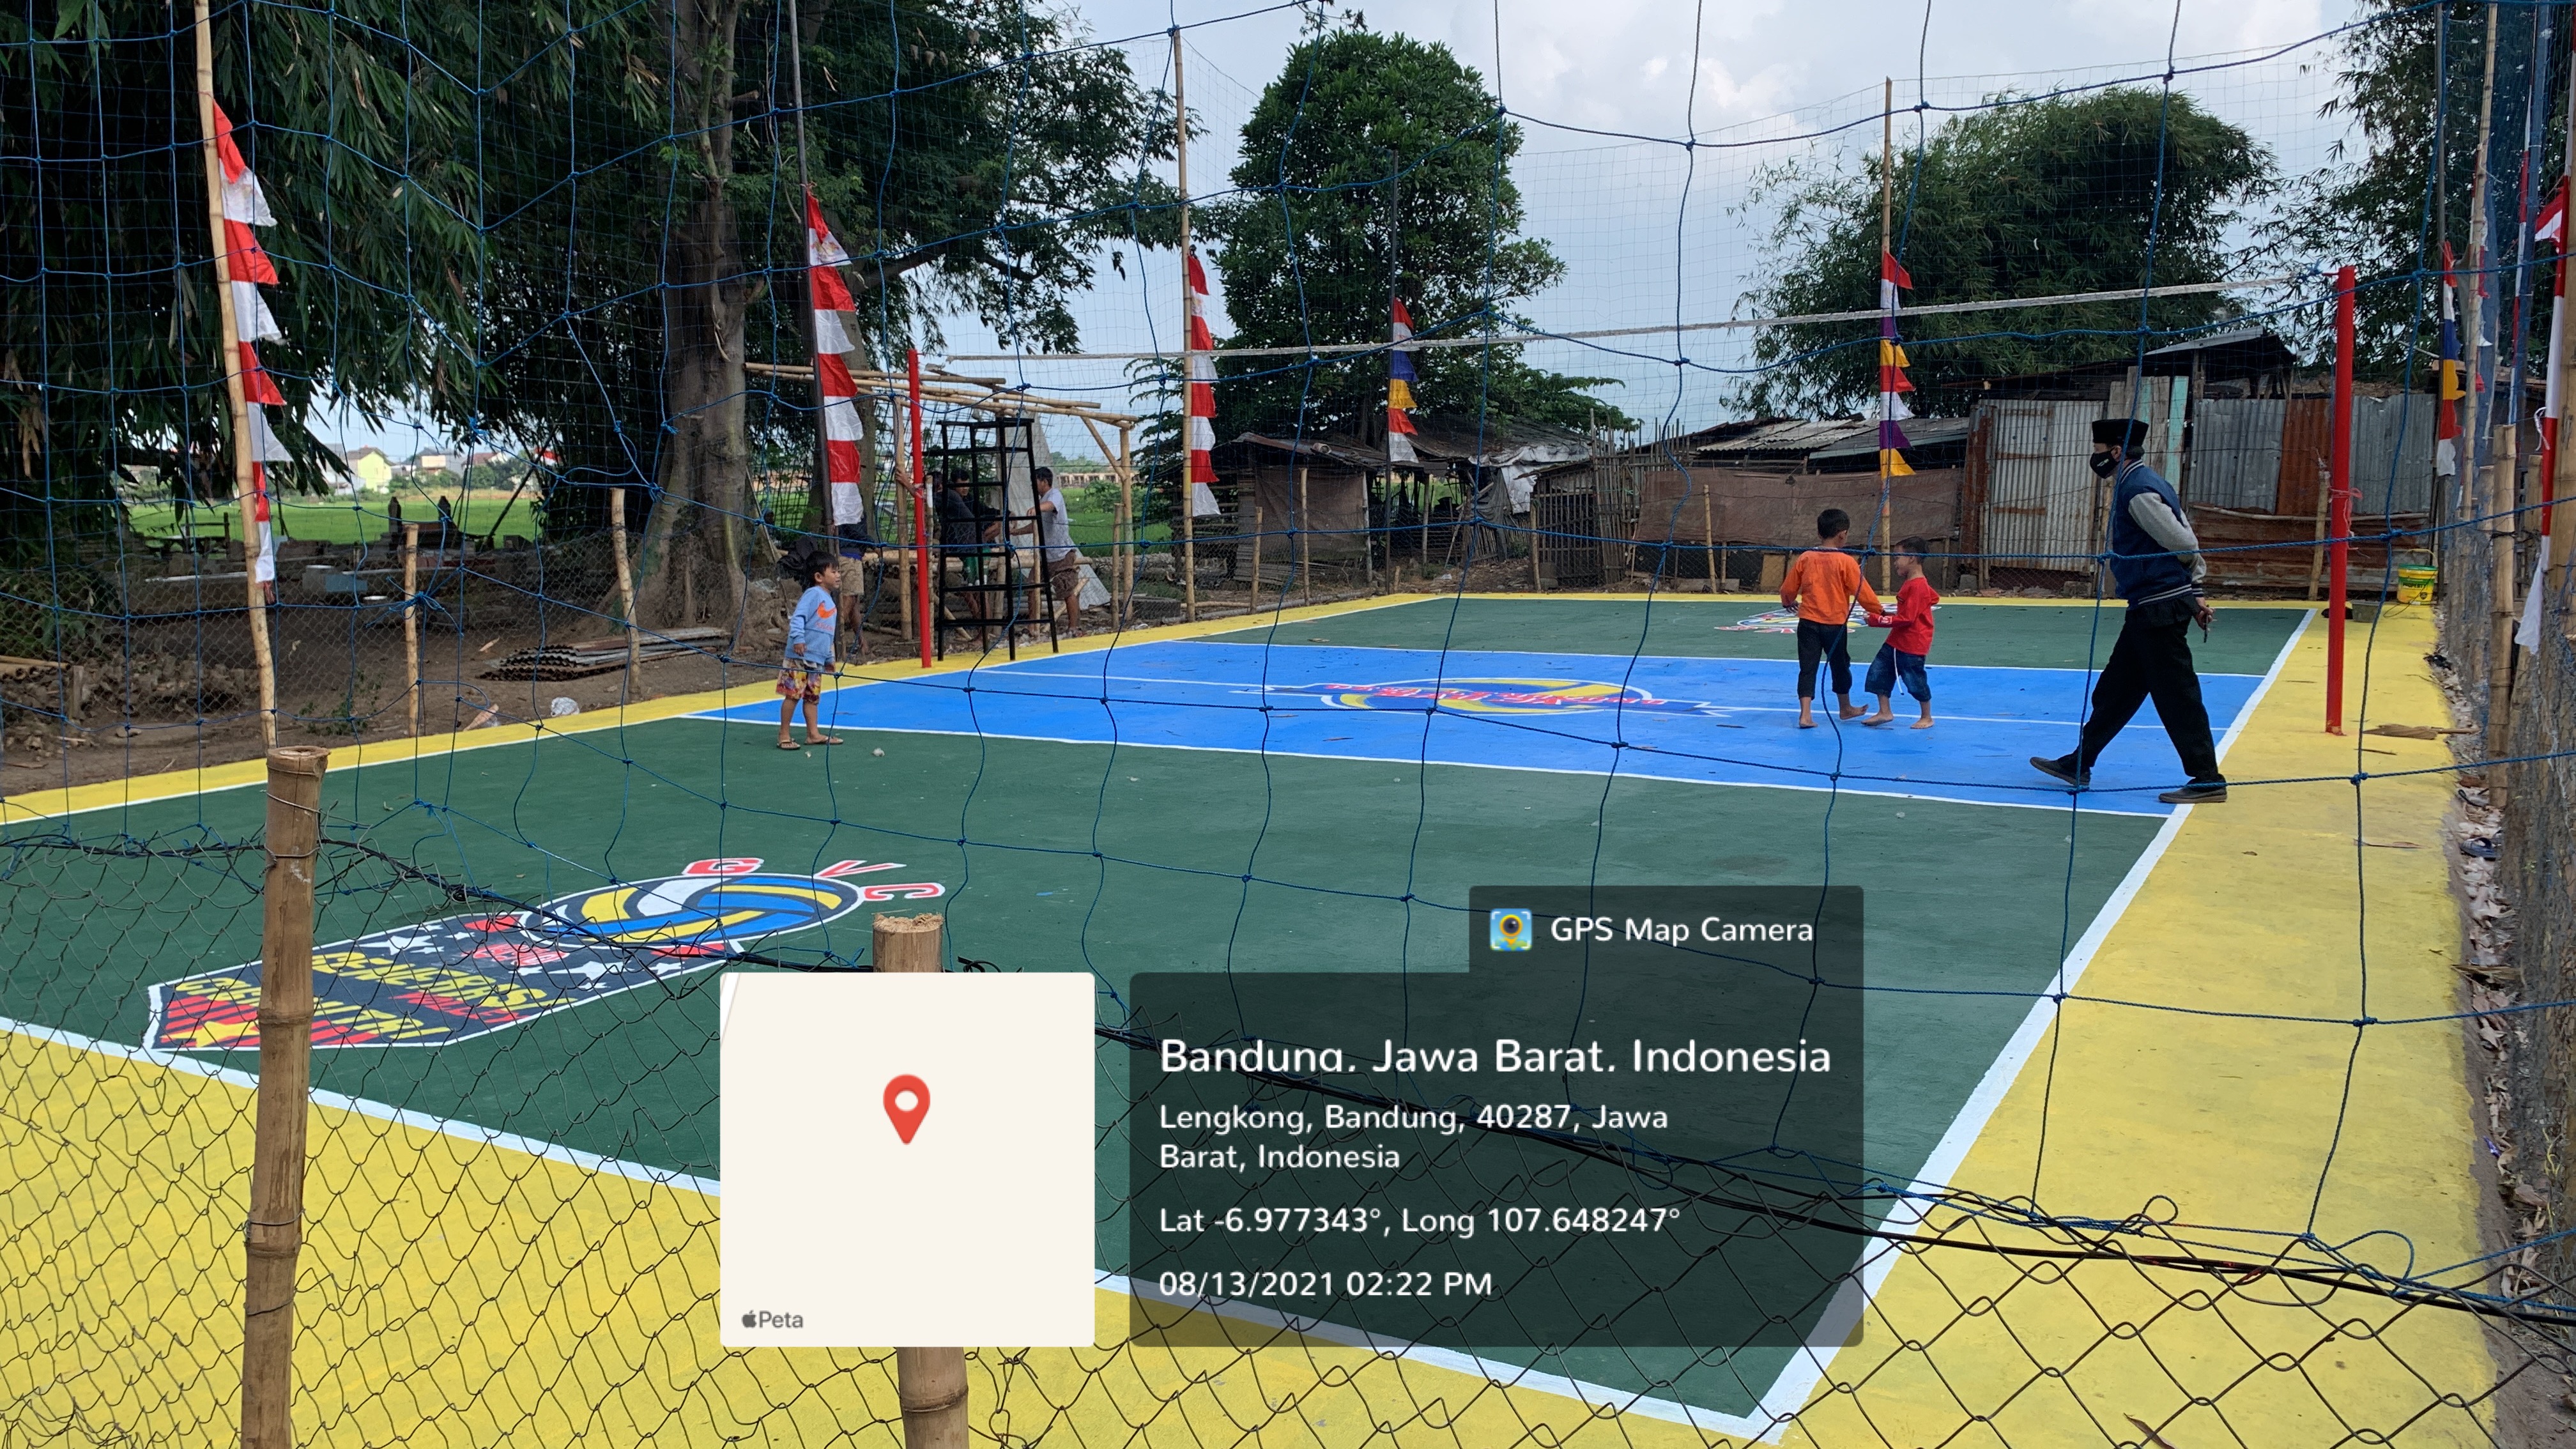 G V C
GPS Map Camera
Bandung, Jawa Barat, Indonesia
Lengkong, Bandung, 40287, Jawa
Barat, Indonesia
Lat -6.977343°, Long 107.648247°
08/13/2021 02:22 PM
Peta